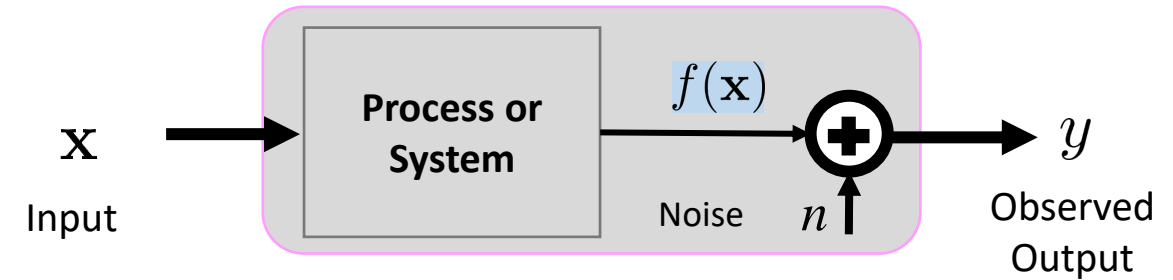 x
Input
Process or
System
f(x)
Noise
n
y
Observed
Output